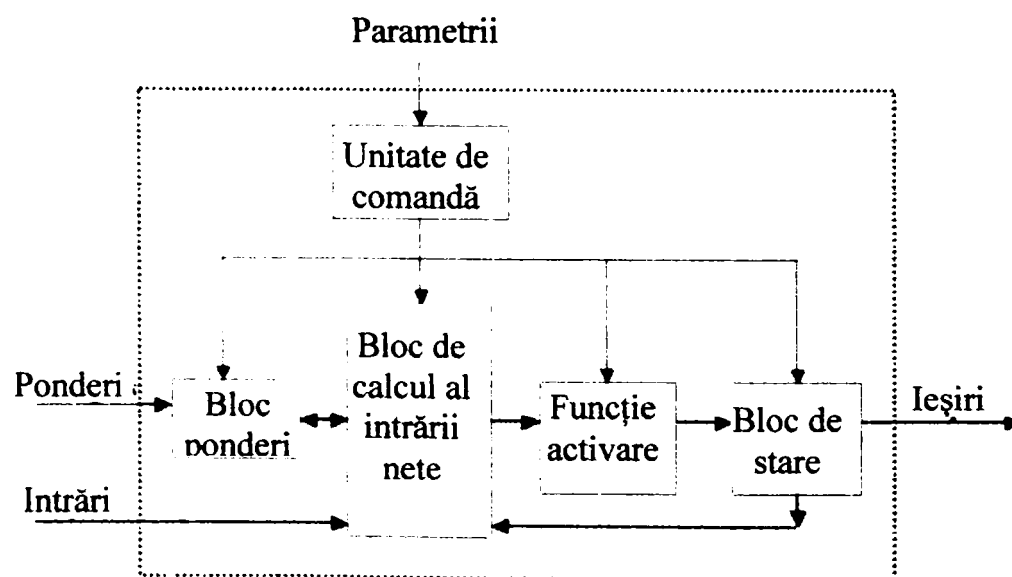 Parametrii
Unitate de
comandă
Ponderi
Bloc
ponderi
Bloc de
calcul al
intrării
nete
Funcție
activare
Bloc de
stare
Ieşiri
Intrări